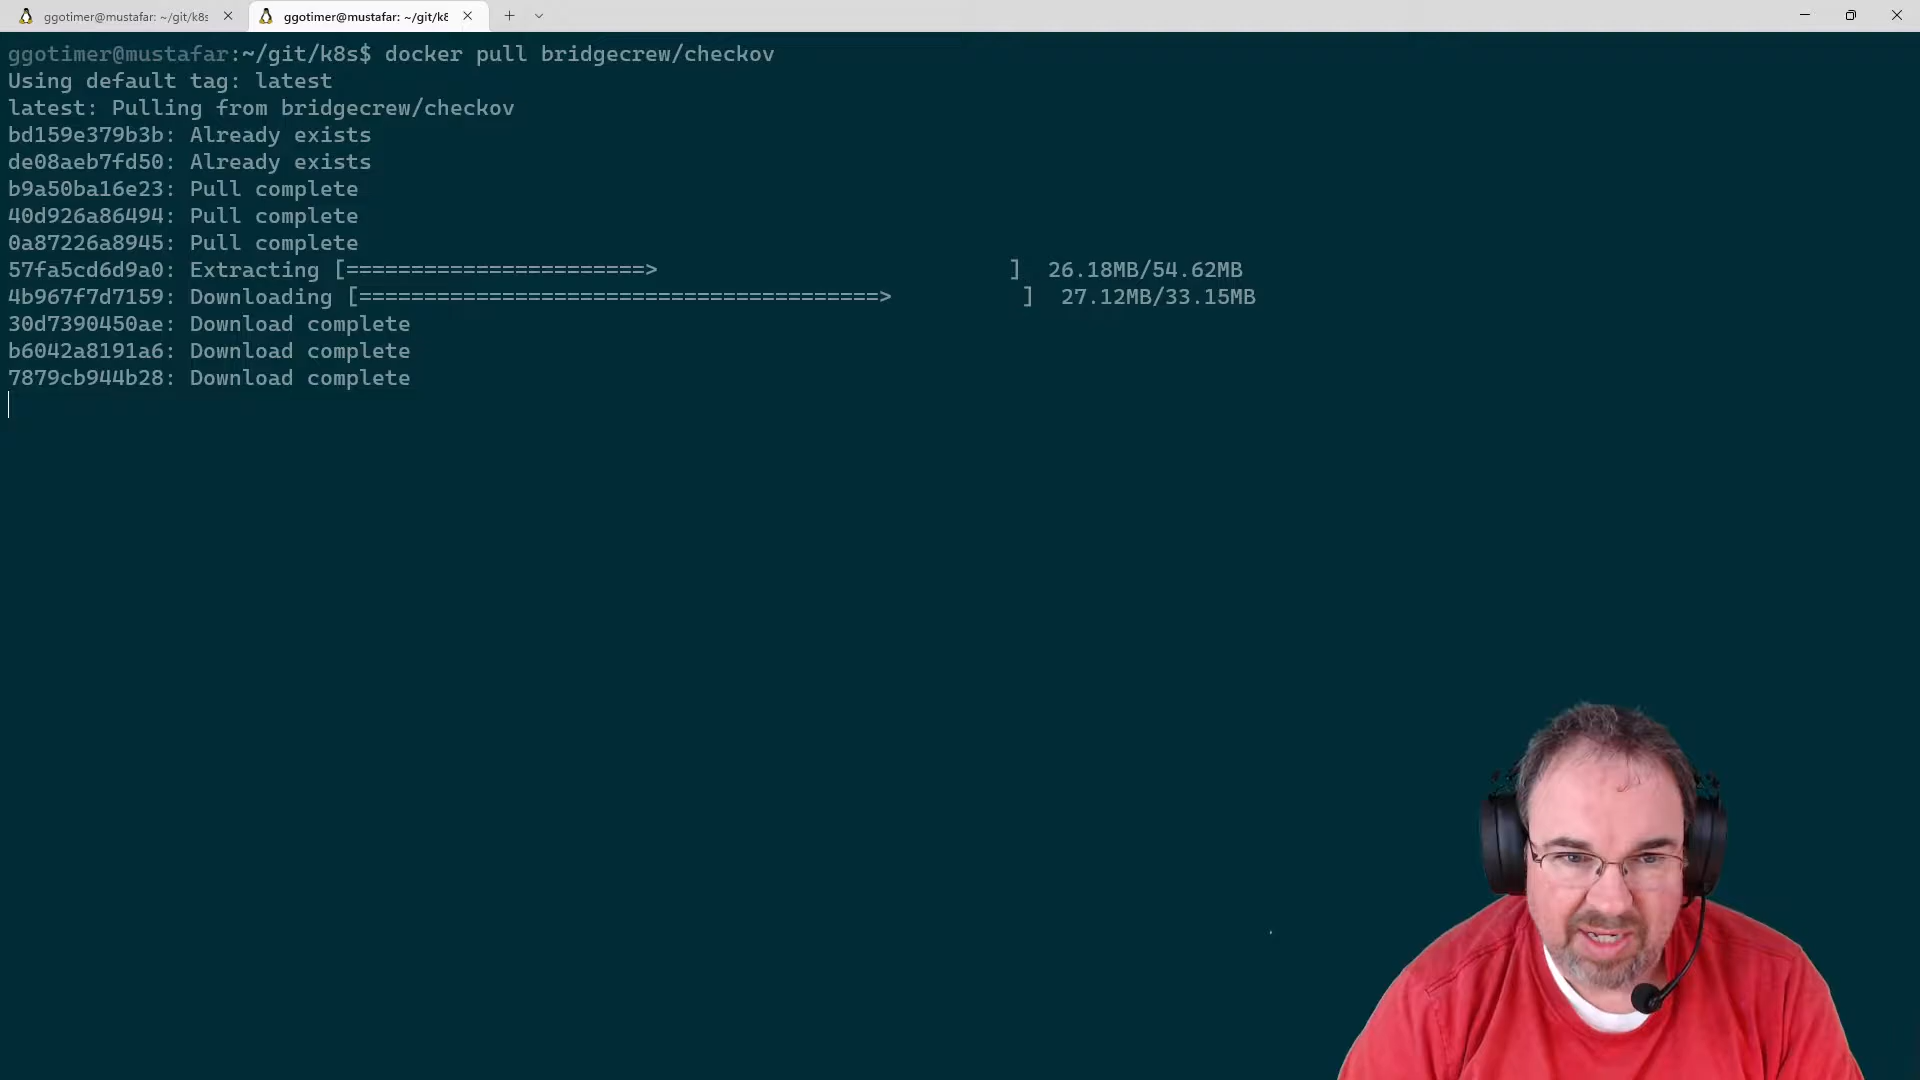 ggotimer@mustafar: ~/git/k8s
ggotimer@mustafar: ~/git/k8
ggotimer@mustafar:~/git/k8s$ docker pull bridgecrew/checkov
Using default tag: latest
latest: Pulling from bridgecrew/checkov
bd159e379b3b: Already exists
de08aeb7fd50: Already exists
b9a50ba16e23: Pull complete
40d926a86494: Pull complete
0a87226a8945: Pull complete
57fa5cd6d9a0: Extracting [=======================>                           ]  26.18MB/54.62MB
4b967f7d7159: Downloading [========================================>          ]  27.12MB/33.15MB
30d7390450ae: Download complete
b6042a8191a6: Download complete
7879cb944b28: Download complete